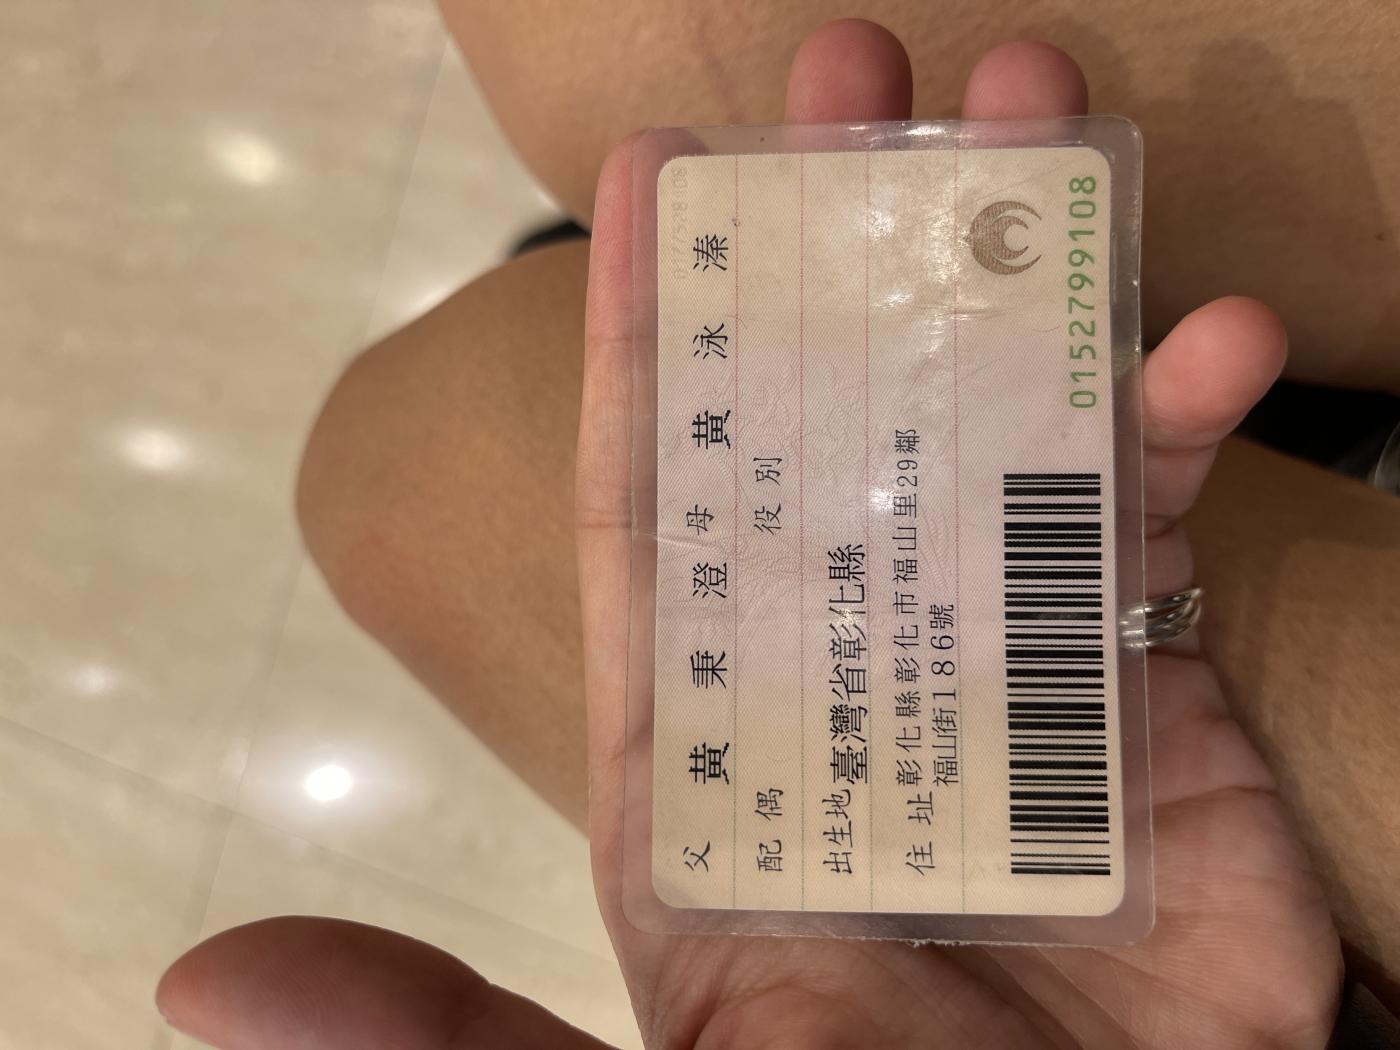 父 黃秉澄 母 黃泳溱
配偶 役別
出生地 臺灣省彰化縣
住址 彰化縣彰化市福山里29鄰
福山街186號
0152799108